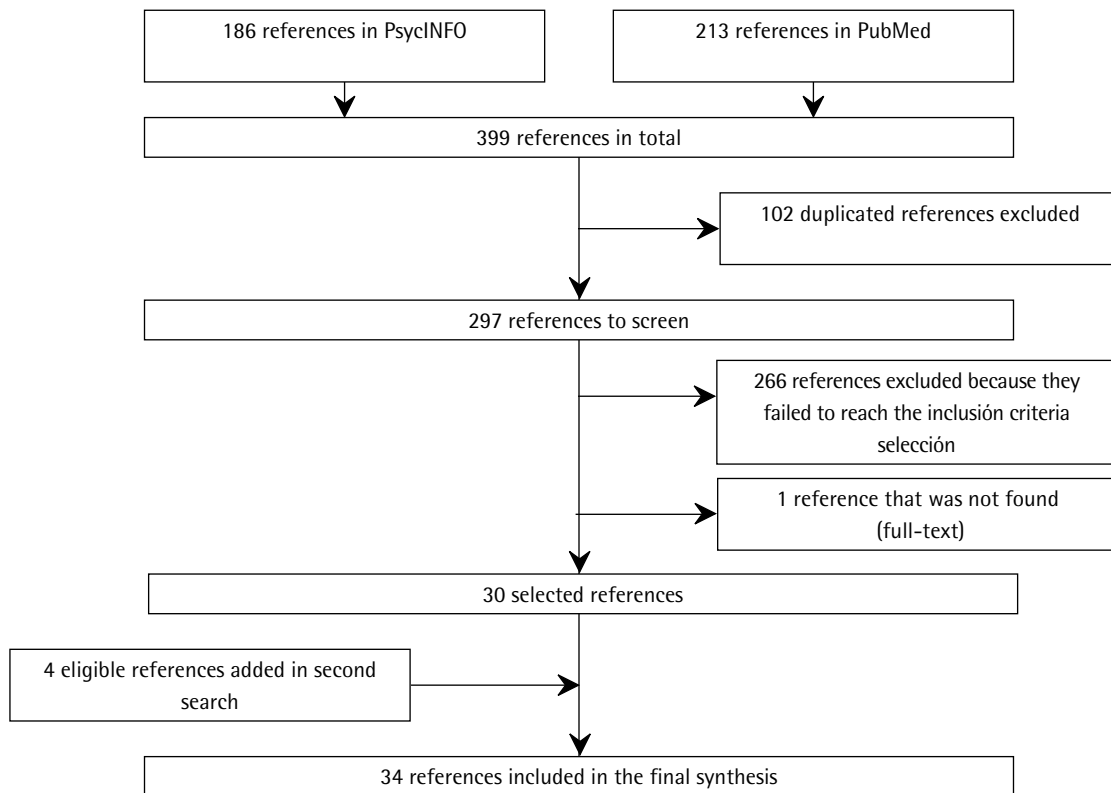 186 references in PsycINFO
213 references in PubMed
399 references in total
102 duplicated references excluded
297 references to screen
266 references excluded because they
failed to reach the inclusión criteria
selección
1 reference that was not found
(full-text)
30 selected references
4 eligible references added in second
search
34 references included in the final synthesis